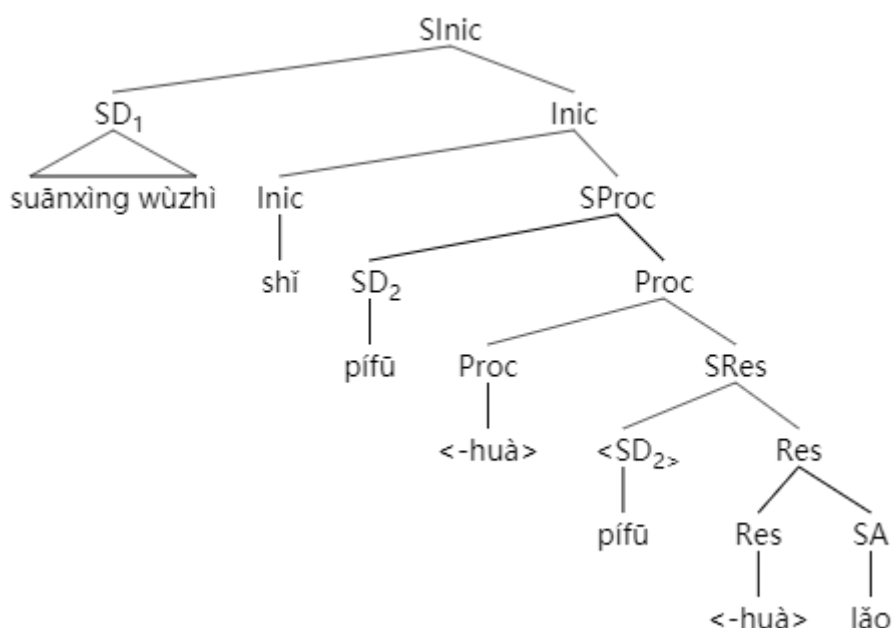 SInic
SD₁ Inic
suānxìng wùzhì Inic SProc
shǐ SD₂ Proc
pífū Proc SRes
<-huà> <SD₂> Res
pífū Res SA
<-huà> lăo